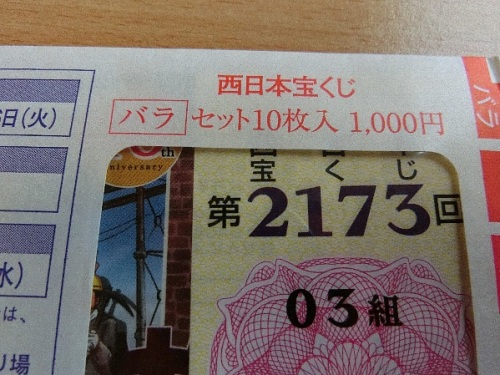 西日本宝くじ
バラ セット10枚入 1,000円
バラ
日(火)
th
niversary
宝くじ
第2173回
03組
水)
は、
り場